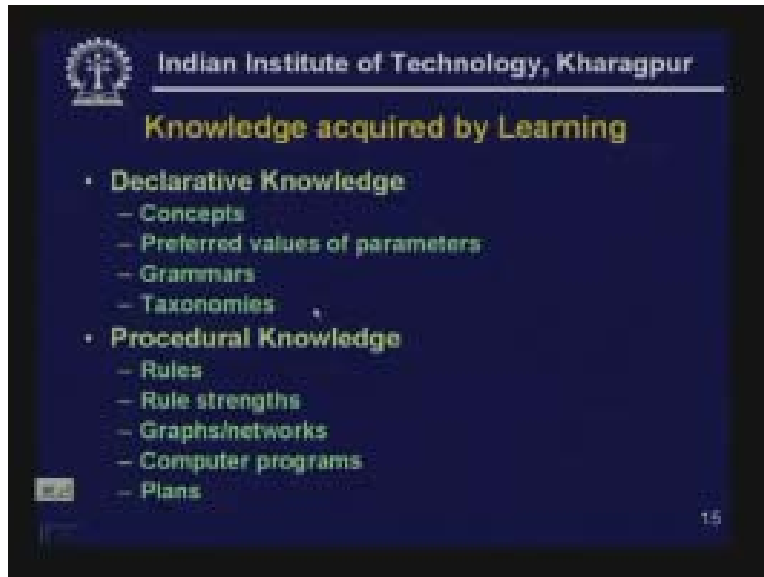 Indian Institute of Technology, Kharagpur
Knowledge acquired by Learning
• Declarative Knowledge
– Concepts
– Preferred values of parameters
– Grammars
– Taxonomies
• Procedural Knowledge
– Rules
– Rule strengths
– Graphs/networks
– Computer programs
– Plans
15